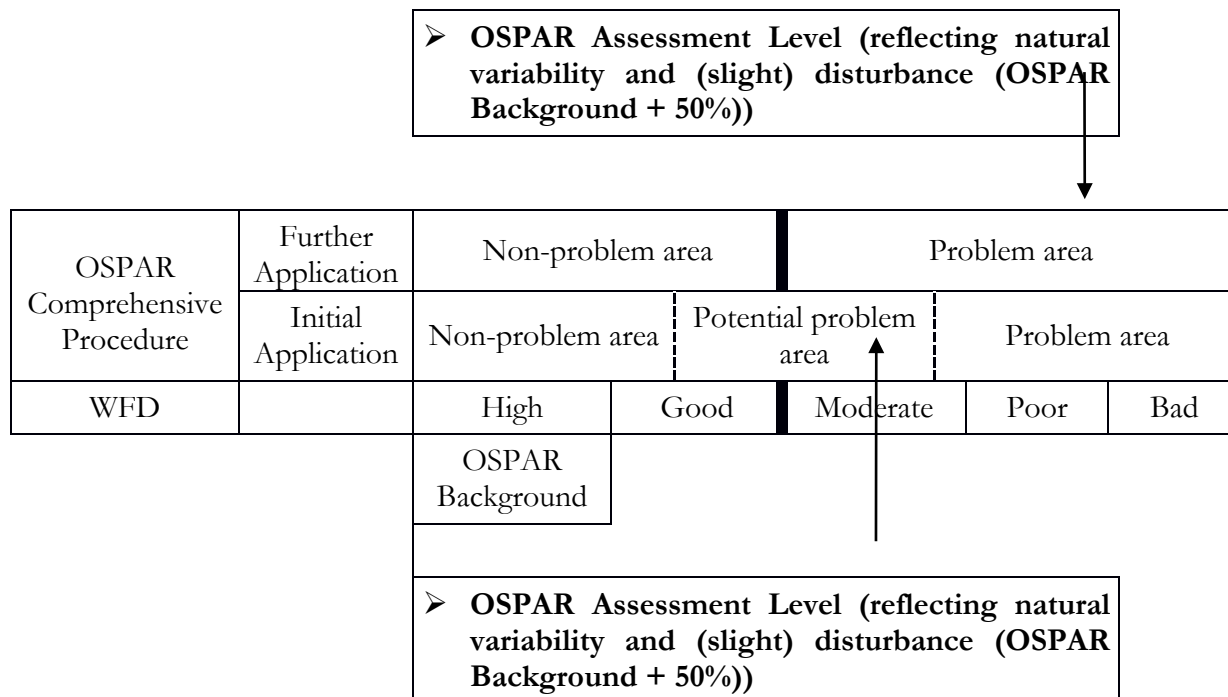 ➢ OSPAR Assessment Level (reflecting natural
variability and (slight) disturbance (OSPAR
Background + 50%))
OSPAR
Comprehensive
Procedure
Further
Application
Non-problem area
Problem area
Initial
Application
Non-problem area
Potential problem
area
Problem area
WFD
High
Good
Moderate
Poor
Bad
OSPAR
Background
➢ OSPAR Assessment Level (reflecting natural
variability and (slight) disturbance (OSPAR
Background + 50%))